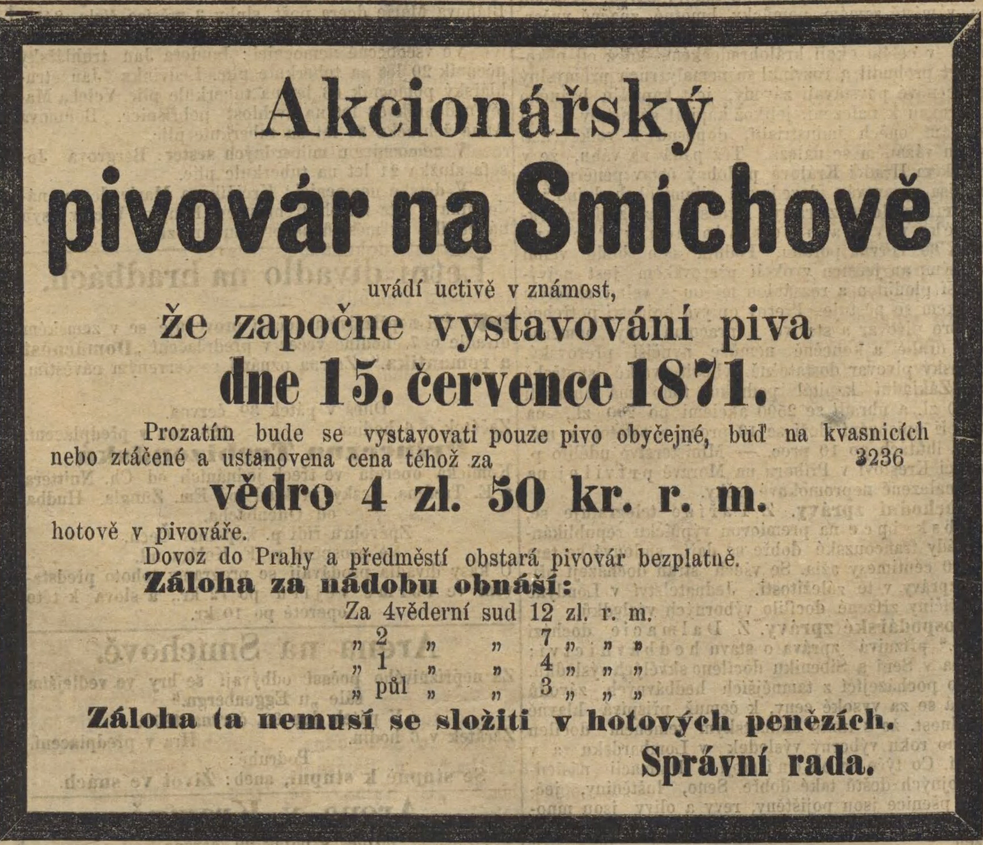 Akcionářský
pivovár na Smíchově
uvádí uctivě v známost,
že započne vystavování piva
dne 15. července 1871.
Prozatím bude se vystavovati pouze pivo obyčejné, buď na kvasnicích
nebo ztáčené a ustanovena cena téhož za 3236
vědro 4 zl. 50 kr. r. m.
hotově v pivováře.
Dovoz do Prahy a předměstí obstará pivovár bezplatně.
Záloha za nádobu obnáší:
Za 4věderní sud 12 zl. r. m.
„ 2 „ „ 7 „ „ „
„ 1 „ „ 4 „ „ „
„ půl „ „ 3 „ „ „
Záloha ta nemusí se složiti v hotových penězích.
Správní rada.